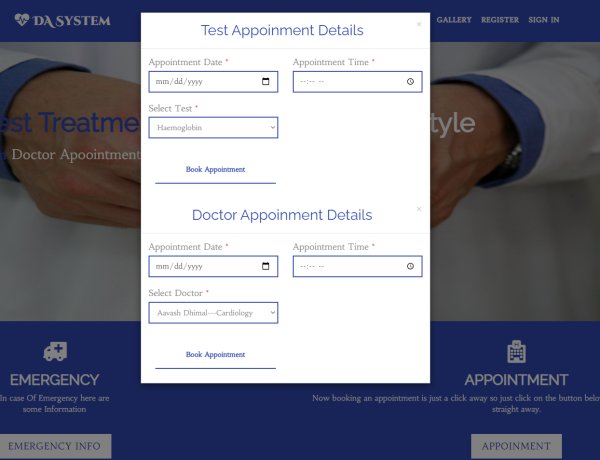 DA SYSTEM
GALLERY REGISTER SIGN IN
×
Test Appoinment Details
Appointment Date * Appointment Time *
mm/dd/yyyy --:-- --
Select Test *
Haemoglobin
Book Appointment
×
Doctor Appoinment Details
Appointment Date * Appointment Time *
mm/dd/yyyy --:-- --
Select Doctor *
Aavash Dhimal---Cardiology
Book Appointment
est Treatme tyle
Doctor Apoointment
EMERGENCY
In case Of Emergency here are
some Information
EMERGENCY INFO
APPOINTMENT
Now booking an appointment is just a click away so just click on the button below
straight away.
APPOINMENT